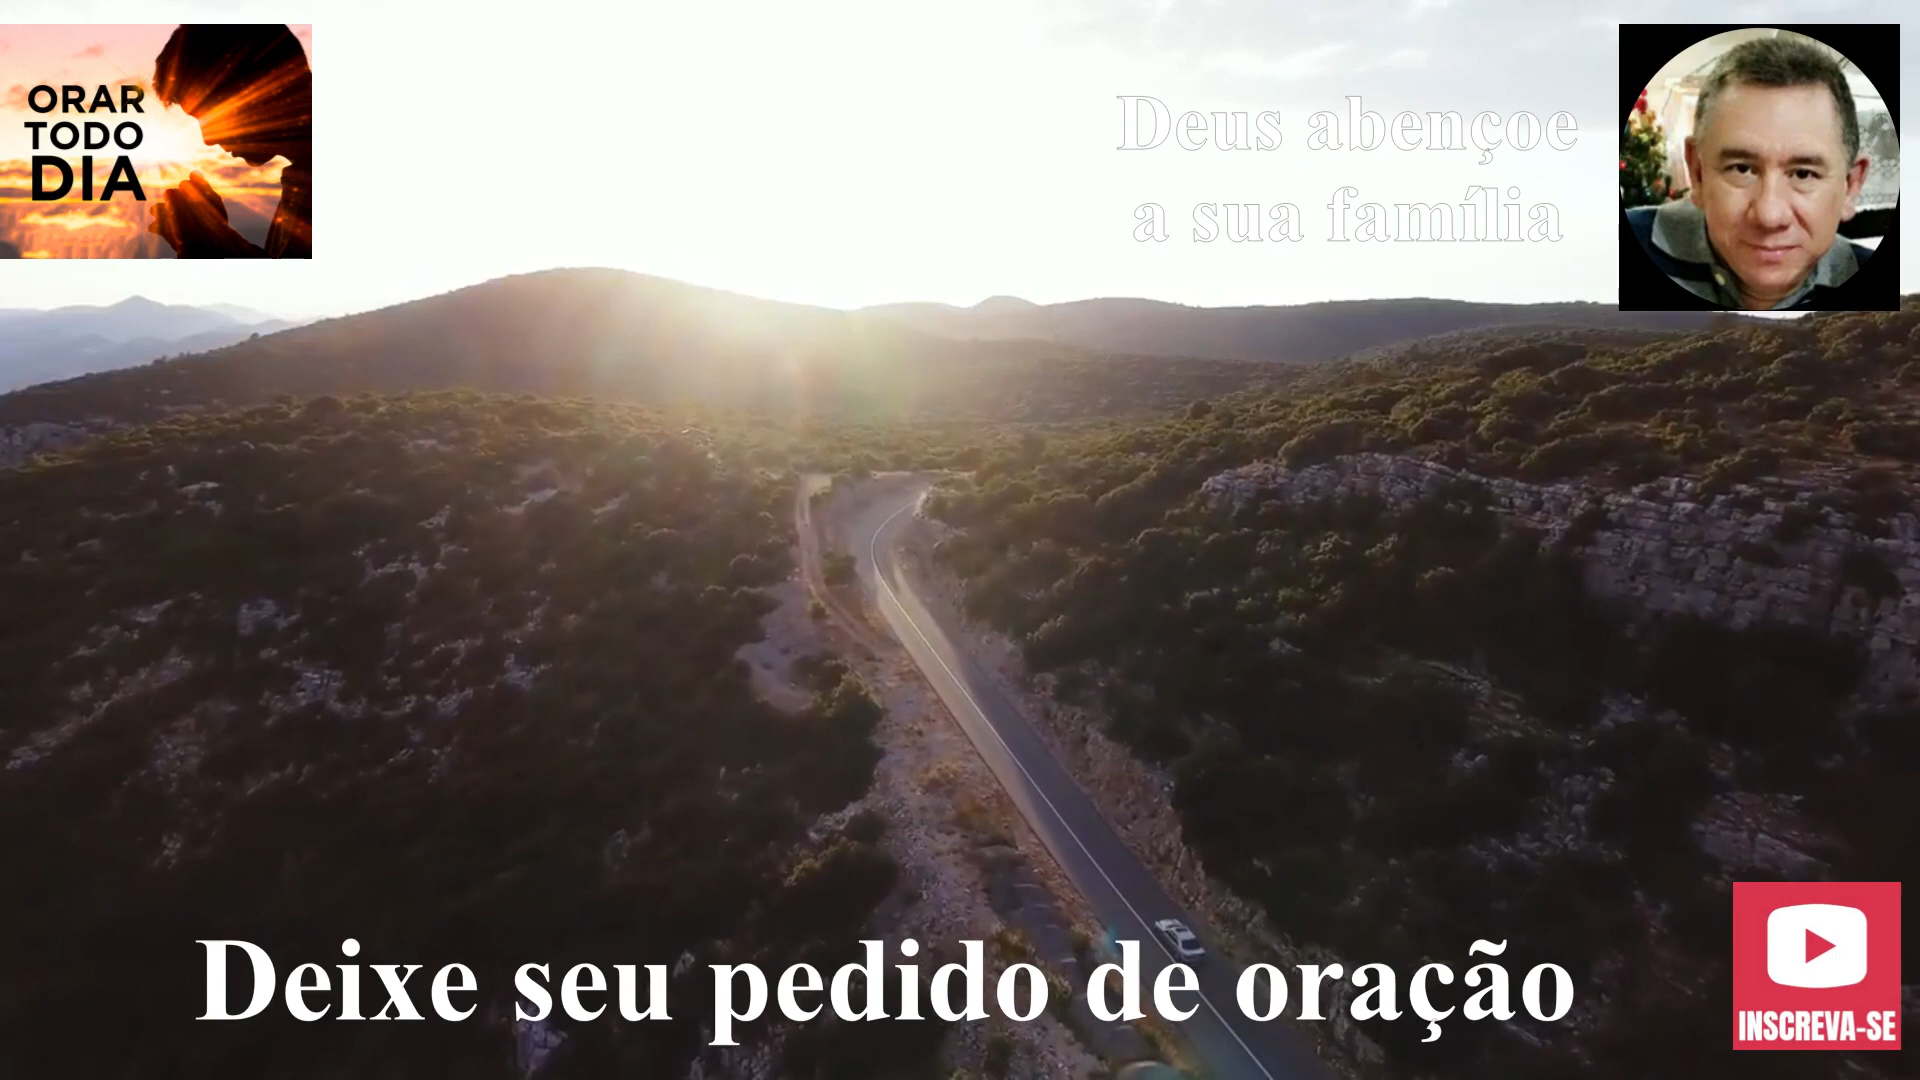 ORAR
TODO
DIA
Deus abençoe
a sua família
Deixe seu pedido de oração
INSCREVA-SE